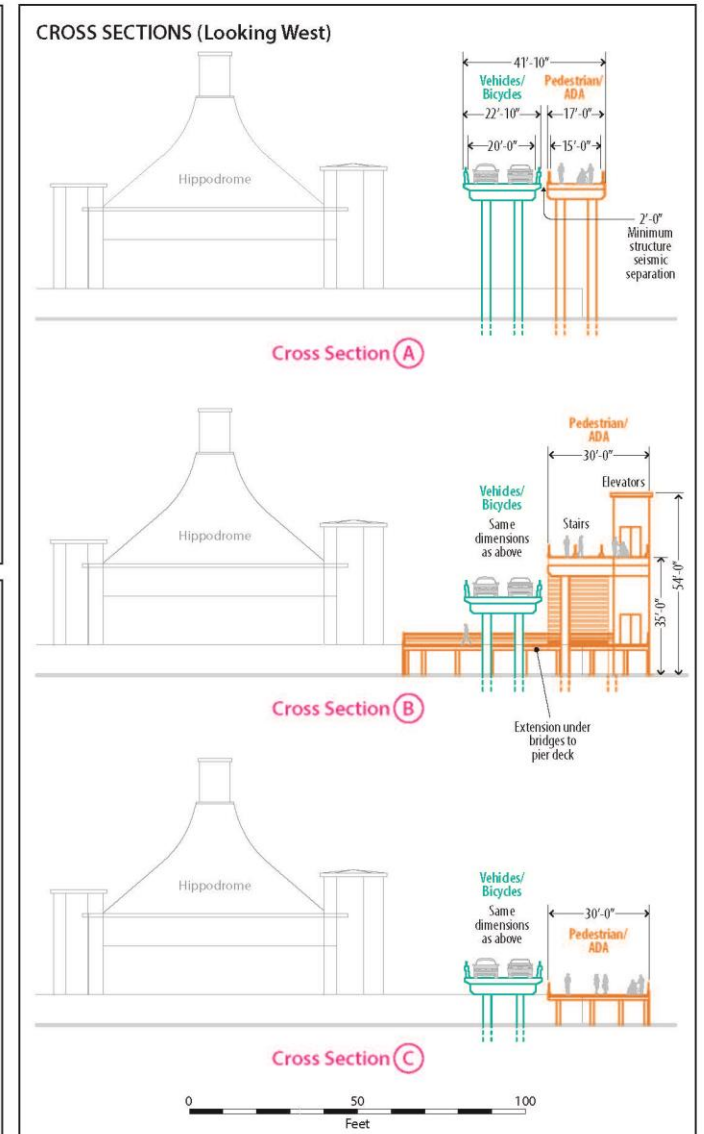 CROSS SECTIONS (Looking West)
41'-10"
Vehicles/
Bicycles
Pedestrian/
ADA
22'-10"
17'-0"
20'-0"
15'-0"
Hippodrome
2'-0"
Minimum
structure
seismic
separation
Cross Section A
Pedestrian/
ADA
30'-0"
Elevators
Vehicles/
Bicycles
Same
dimensions
as above
Stairs
Hippodrome
54'-0"
35'-0"
Cross Section B
Extension under
bridges to
pier deck
Vehicles/
Bicycles
Same
dimensions
as above
30'-0"
Pedestrian/
ADA
Hippodrome
Cross Section C
0 50 100
Feet